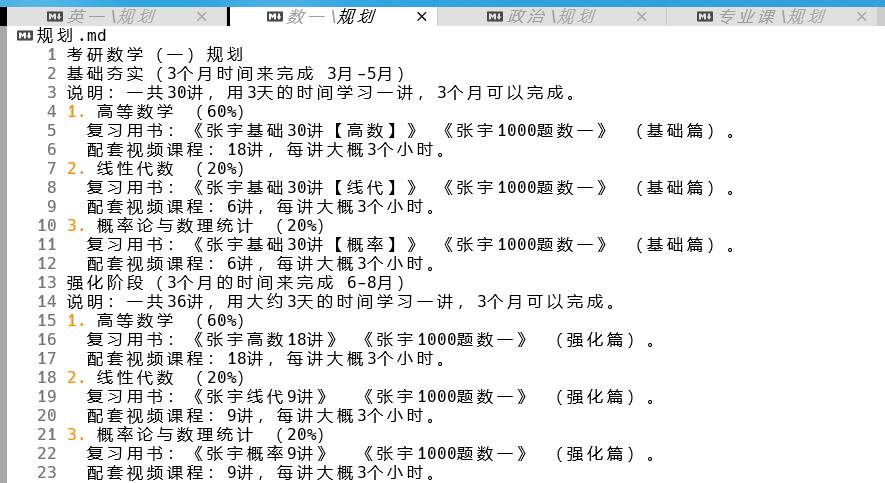 英一\规划 × 数一\规划 × 政治\规划 × 专业课\规划 ×
规划.md
1 考研数学（一）规划
2 基础夯实（3个月时间来完成 3月-5月）
3 说明：一共30讲，用3天的时间学习一讲，3个月可以完成。
4 1. 高等数学 （60%）
5 复习用书：《张宇基础30讲【高数】》 《张宇1000题数一》 （基础篇）。
6 配套视频课程：18讲，每讲大概3个小时。
7 2. 线性代数 （20%）
8 复习用书：《张宇基础30讲【线代】》 《张宇1000题数一》 （基础篇）。
9 配套视频课程：6讲，每讲大概3个小时。
10 3. 概率论与数理统计 （20%）
11 复习用书：《张宇基础30讲【概率】》 《张宇1000题数一》 （基础篇）。
12 配套视频课程：6讲，每讲大概3个小时。
13 强化阶段（3个月的时间来完成 6-8月）
14 说明：一共36讲，用大约3天的时间学习一讲，3个月可以完成。
15 1. 高等数学 （60%）
16 复习用书：《张宇高数18讲》 《张宇1000题数一》 （强化篇）。
17 配套视频课程：18讲，每讲大概3个小时。
18 2. 线性代数 （20%）
19 复习用书：《张宇线代9讲》 《张宇1000题数一》 （强化篇）。
20 配套视频课程：9讲，每讲大概3个小时。
21 3. 概率论与数理统计 （20%）
22 复习用书：《张宇概率9讲》 《张宇1000题数一》 （强化篇）。
23 配套视频课程：9讲，每讲大概3个小时。